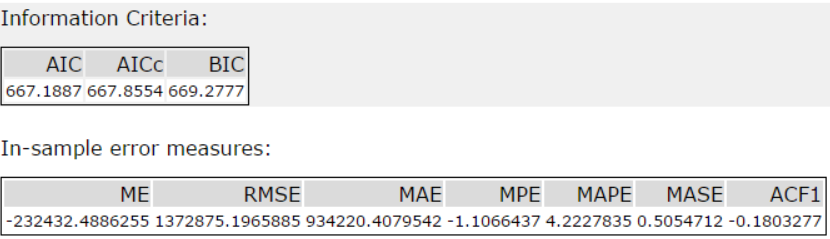 Information Criteria:
AIC AICc BIC
667.1887 667.8554 669.2777
In-sample error measures:
ME RMSE MAE MPE MAPE MASE ACF1
-232432.4886255 1372875.1965885 934220.4079542 -1.1066437 4.2227835 0.5054712 -0.1803277